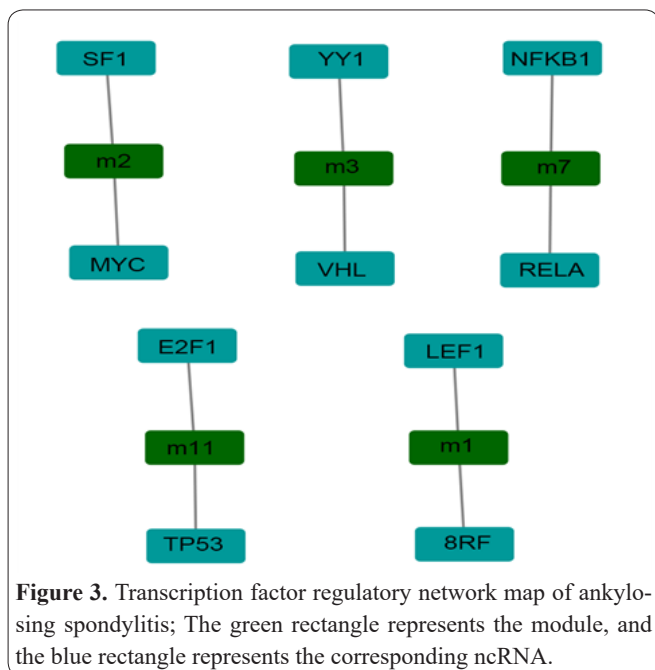 SF1
YY1
NFKB1
m2
m3
m7
MYC
VHL
RELA
E2F1
LEF1
m11
m1
TP53
8RF
Figure 3. Transcription factor regulatory network map of ankylo-
sing spondylitis; The green rectangle represents the module, and
the blue rectangle represents the corresponding ncRNA.